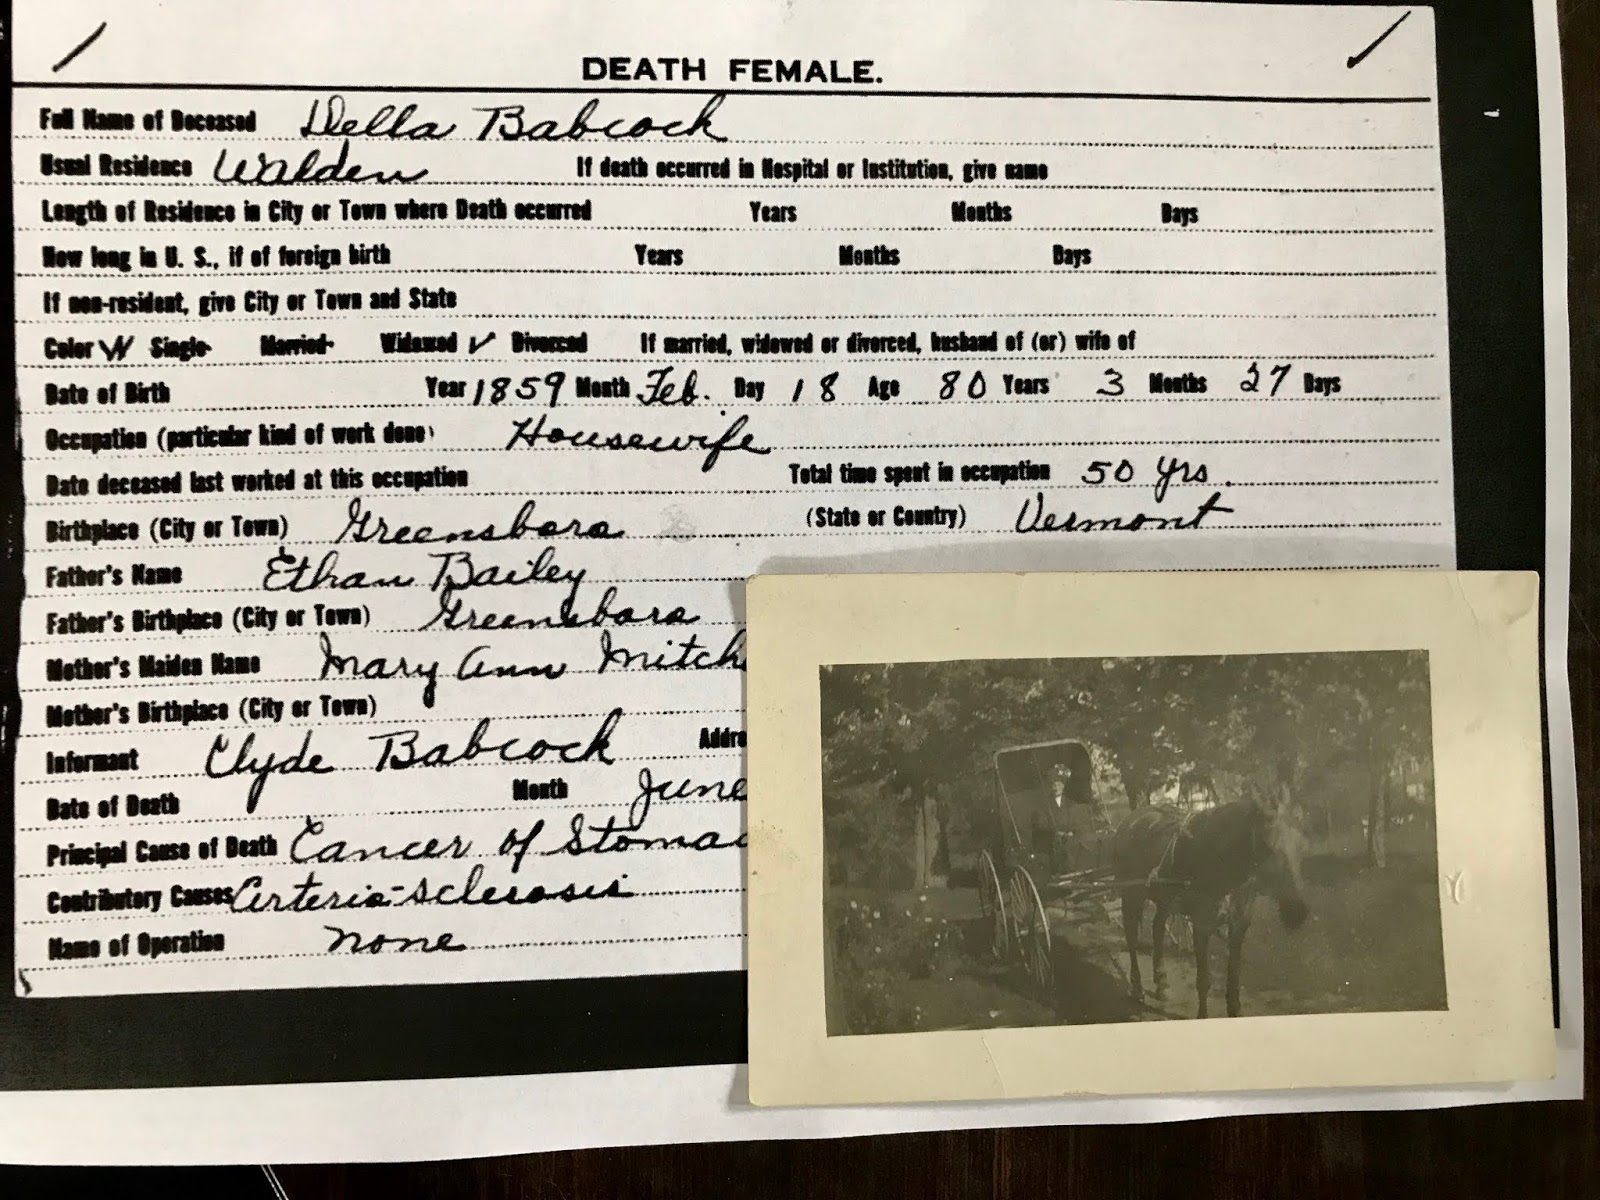 DEATH FEMALE.
Full Name of Deceased Della Babcock
Usual Residence Walden If death occurred in Hospital or Institution, give name
Length of Residence in City or Town where Death occurred Years Months Days
How long in U. S., if of foreign birth Years Months Days
If non-resident, give City or Town and State
Color W Single Married Widowed ✓ Divorced If married, widowed or divorced, husband of (or) wife of
Date of Birth Year 1859 Month Feb. Day 18 Age 80 Years 3 Months 27 Days
Occupation (particular kind of work done) Housewife
Date deceased last worked at this occupation Total time spent in occupation 50 yrs.
Birthplace (City or Town) Greensboro (State or Country) Vermont
Father's Name Ethan Bailey
Father's Birthplace (City or Town) Greensboro
Mother's Maiden Name Mary Ann Mitch
Mother's Birthplace (City or Town)
Informant Clyde Babcock Addre
Date of Death Month June
Principal Cause of Death Cancer of Stomac
Contributory Causes Arterio-sclerosis
Name of Operation none